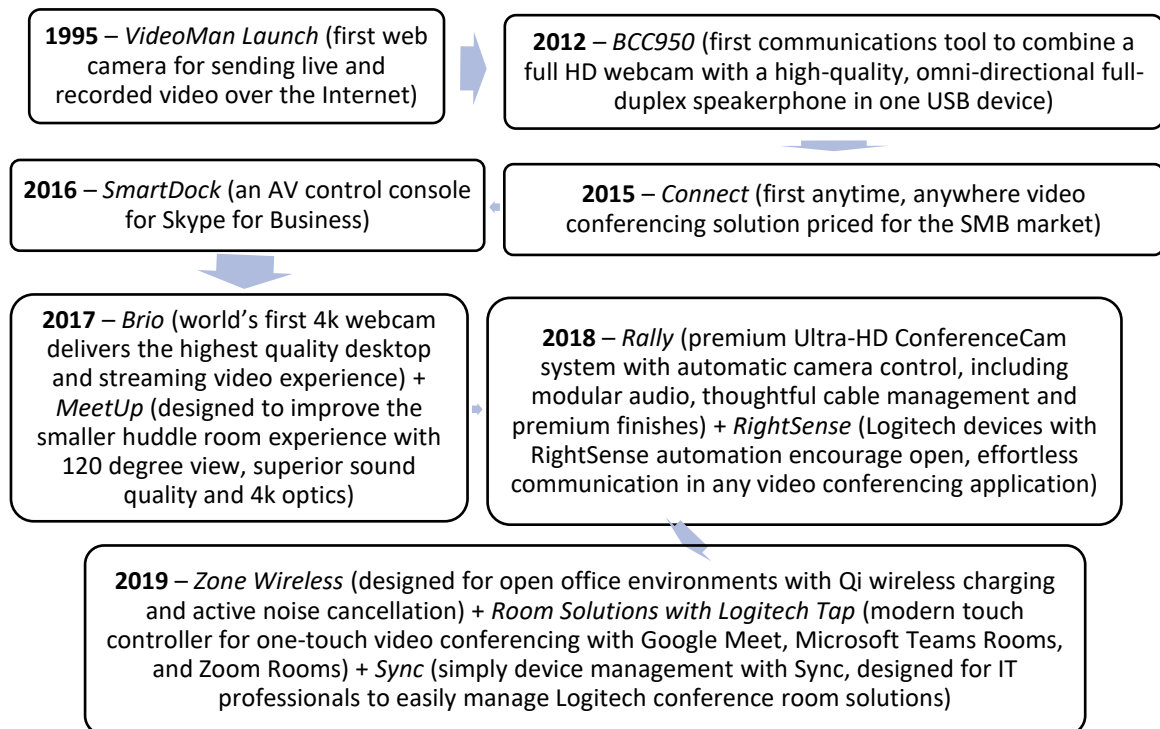 1995 – VideoMan Launch (first web
camera for sending live and
recorded video over the Internet)
2012 – BCC950 (first communications tool to combine a
full HD webcam with a high-quality, omni-directional full-
duplex speakerphone in one USB device)
2015 – Connect (first anytime, anywhere video
conferencing solution priced for the SMB market)
2016 – SmartDock (an AV control console
for Skype for Business)
2017 – Brio (world’s first 4k webcam
delivers the highest quality desktop
and streaming video experience) +
MeetUp (designed to improve the
smaller huddle room experience with
120 degree view, superior sound
quality and 4k optics)
2018 – Rally (premium Ultra-HD ConferenceCam
system with automatic camera control, including
modular audio, thoughtful cable management and
premium finishes) + RightSense (Logitech devices with
RightSense automation encourage open, effortless
communication in any video conferencing application)
2019 – Zone Wireless (designed for open office environments with Qi wireless charging
and active noise cancellation) + Room Solutions with Logitech Tap (modern touch
controller for one-touch video conferencing with Google Meet, Microsoft Teams Rooms,
and Zoom Rooms) + Sync (simply device management with Sync, designed for IT
professionals to easily manage Logitech conference room solutions)